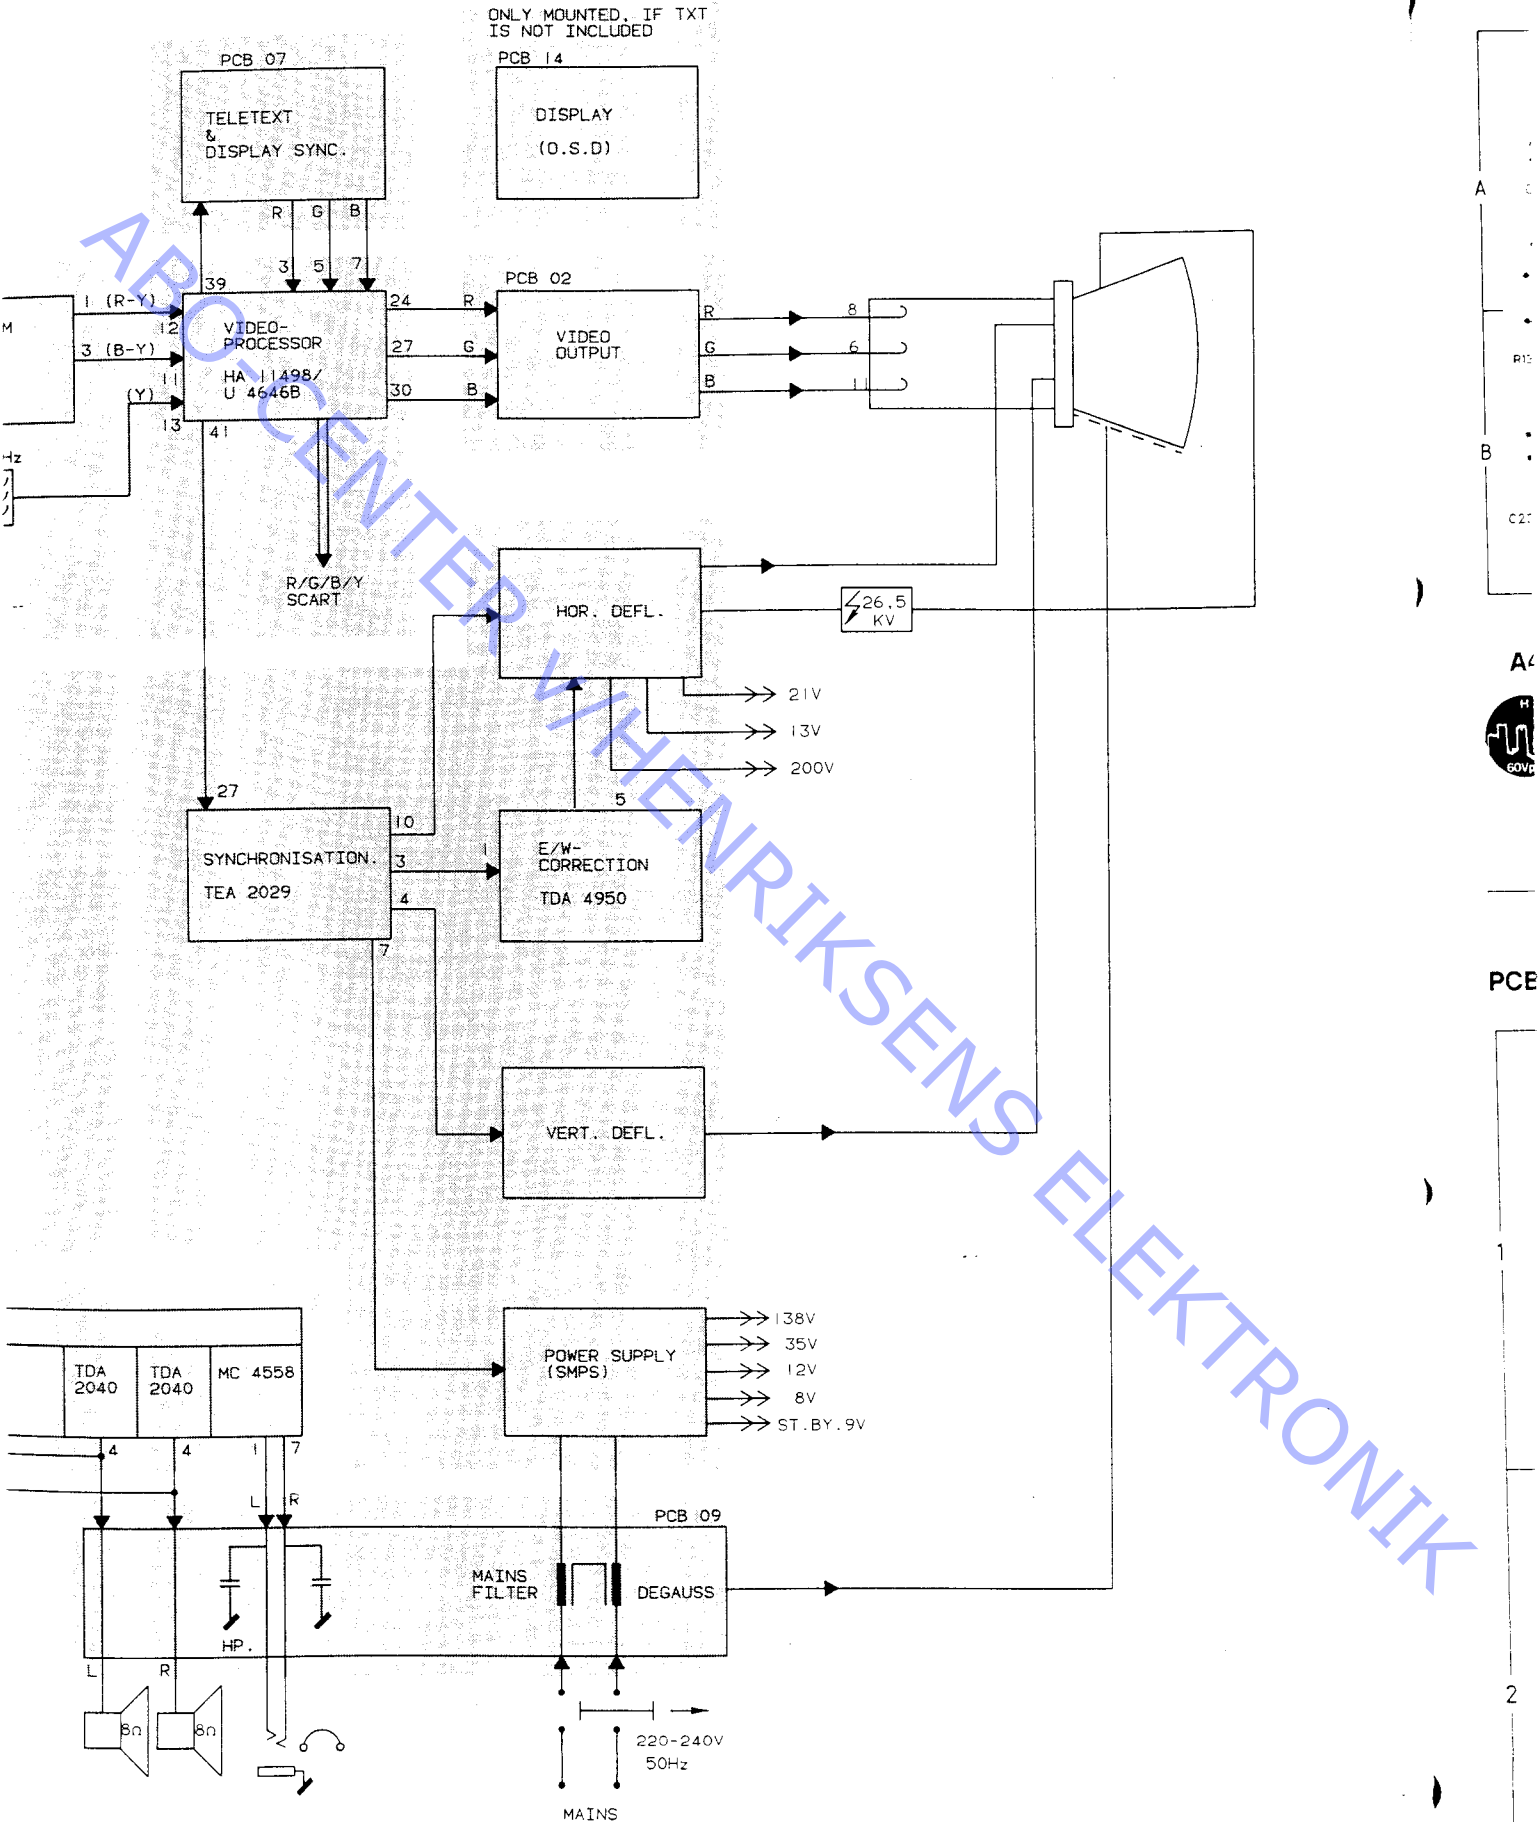 ONLY MOUNTED, IF TXT
IS NOT INCLUDED
PCB 07
PCB 14
TELETEXT
&
DISPLAY SYNC.
DISPLAY
(O.S.D)
R G B
A
39
3 5 7
PCB 02
1 (R-Y)
12
M
3 (B-Y)
11
(Y)
13
41
VIDEO-
PROCESSOR
HA 11498/
U 4646B
24 R
27 G
30 B
VIDEO
OUTPUT
R 8
G 6
B 11
Hz
B
R/G/B/Y
SCART
HOR. DEFL.
26.5
KV
21V
13V
200V
27
10
3
4
7
1
5
SYNCHRONISATION.
TEA 2029
E/W-
CORRECTION
TDA 4950
VERT. DEFL.
TDA
2040
TDA
2040
MC 4558
4
4
1
7
POWER SUPPLY
(SMPS)
138V
35V
12V
8V
ST.BY.9V
L R
PCB 09
MAINS
FILTER
DEGAUSS
HP.
L R
8Ω
8Ω
220-240V
50Hz
MAINS
H
60Vp
1
2
ABO-CENTER v/HENRIKSENS ELEKTRONIK